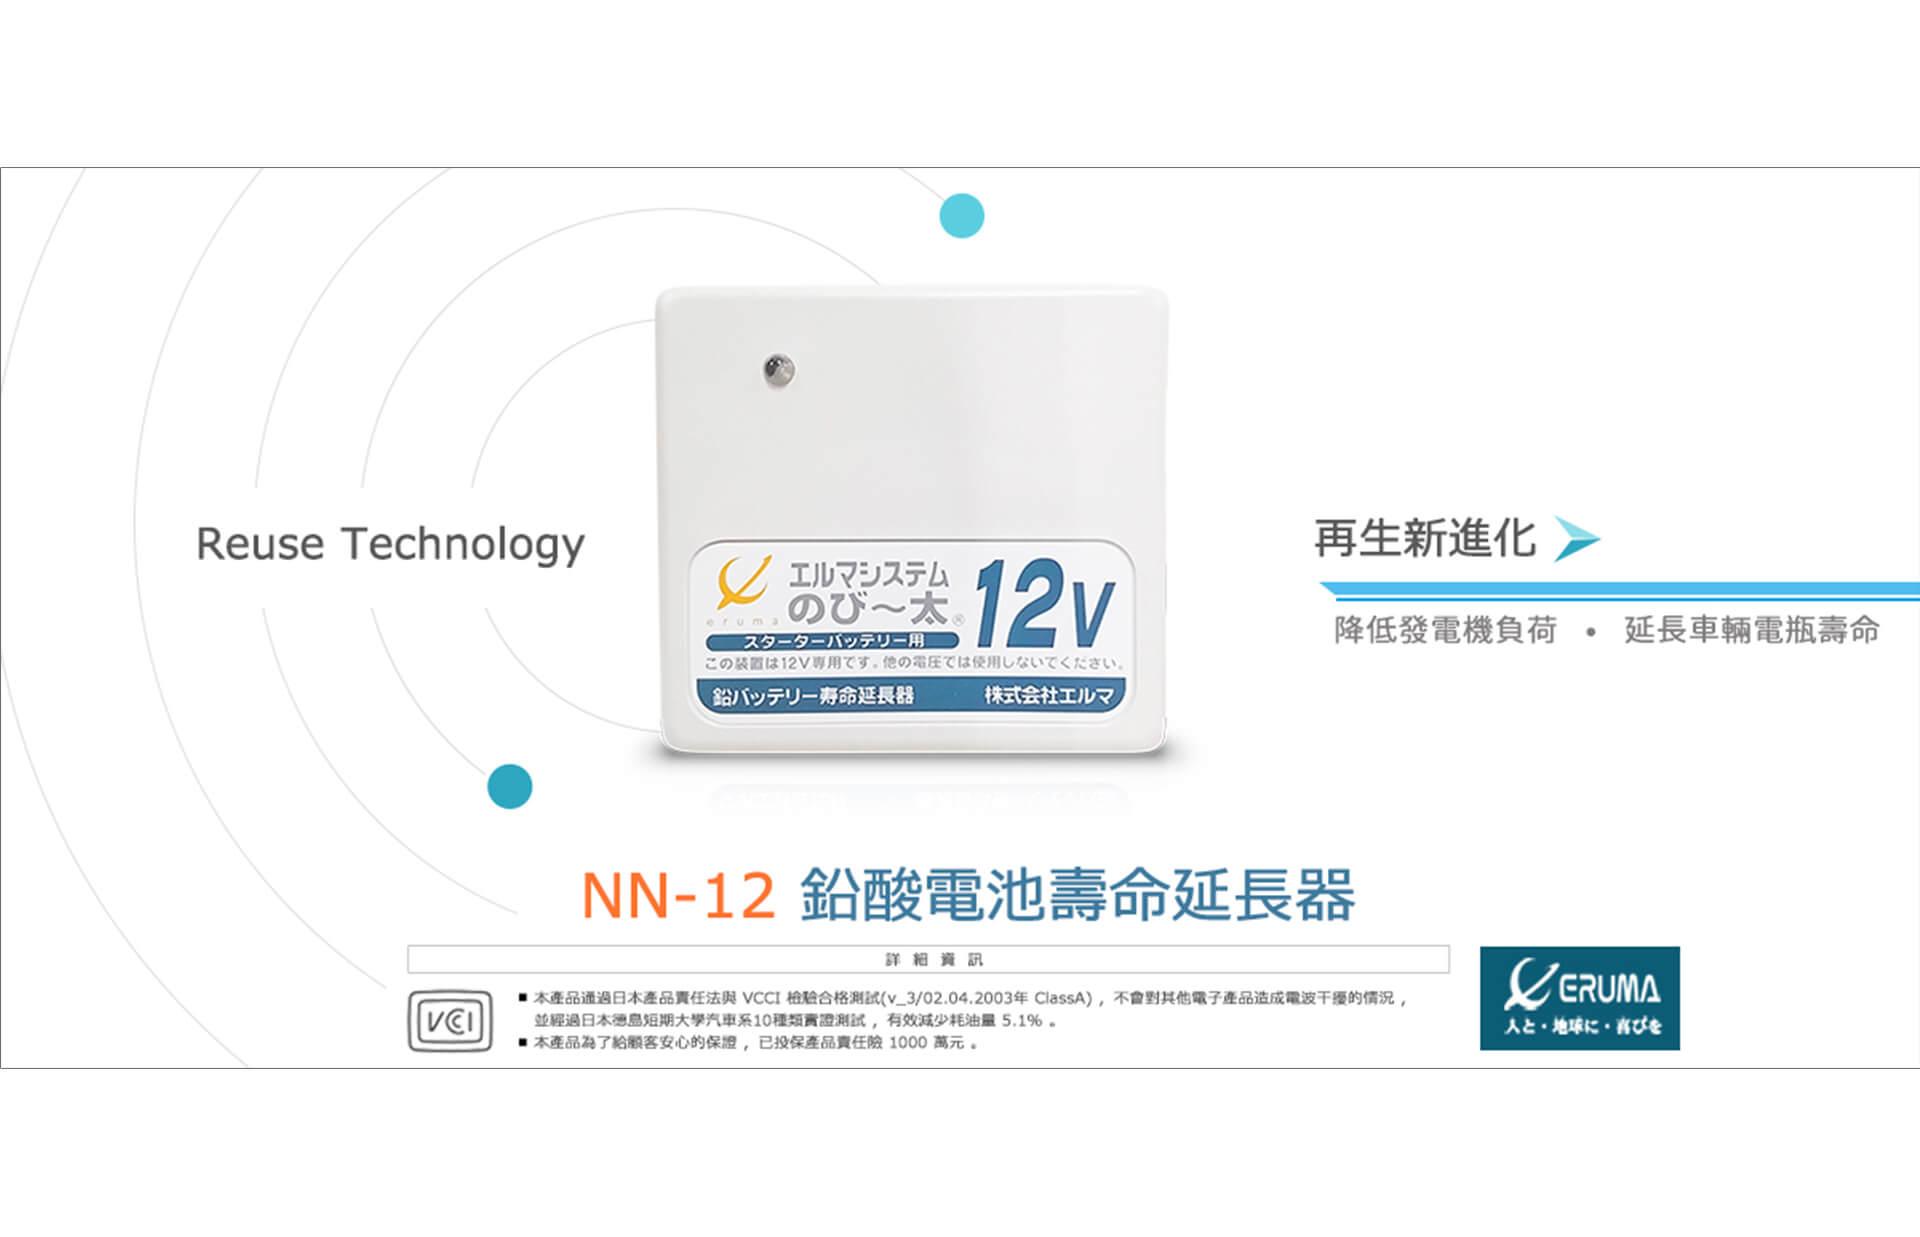 Reuse Technology
eruma
エルマシステム
のび～太®
12V
スターターバッテリー用
この装置は12V専用です。他の電圧では使用しないでください。
鉛バッテリー寿命延長器
株式会社エルマ
再生新進化
降低發電機負荷 • 延長車輛電瓶壽命
NN-12 鉛酸電池壽命延長器
詳細資訊
VCCI
■ 本產品通過日本產品責任法與 VCCI 檢驗合格測試(v_3/02.04.2003年 ClassA) , 不會對其他電子產品造成電波干擾的情況 ,
並經過日本德島短期大學汽車系10種類實證測試 , 有效減少耗油量 5.1% 。
■ 本產品為了給顧客安心的保證 , 已投保產品責任險 1000 萬元 。
ERUMA
人と・地球に・喜びを